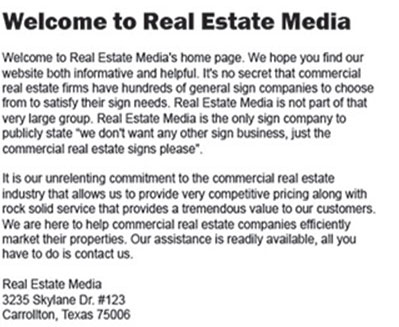 Welcome to Real Estate Media
Welcome to Real Estate Media's home page. We hope you find our
website both informative and helpful. It's no secret that commercial
real estate firms have hundreds of general sign companies to choose
from to satisfy their sign needs. Real Estate Media is not part of that
very large group. Real Estate Media is the only sign company to
publicly state "we don't want any other sign business, just the
commercial real estate signs please".
It is our unrelenting commitment to the commercial real estate
industry that allows us to provide very competitive pricing along with
rock solid service that provides a tremendous value to our customers.
We are here to help commercial real estate companies efficiently
market their properties. Our assistance is readily available, all you
have to do is contact us.
Real Estate Media
3235 Skylane Dr. #123
Carrollton, Texas 75006